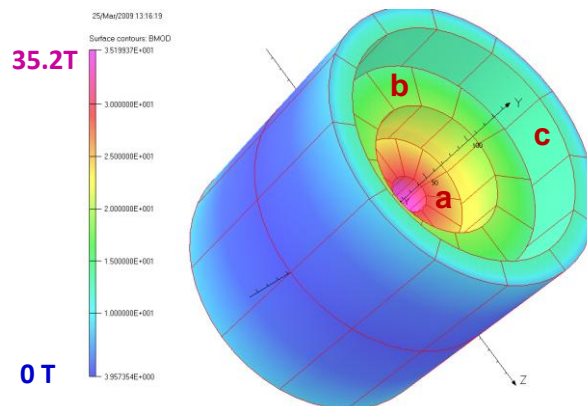 25/Mar/2009 13:16:19
Surface contours: BMOD
35.2T
3.519937E+001
3.000000E+001
2.500000E+001
2.000000E+001
1.500000E+001
1.000000E+001
3.957354E+000
0 T
b
c
a
Y
100
50
Z